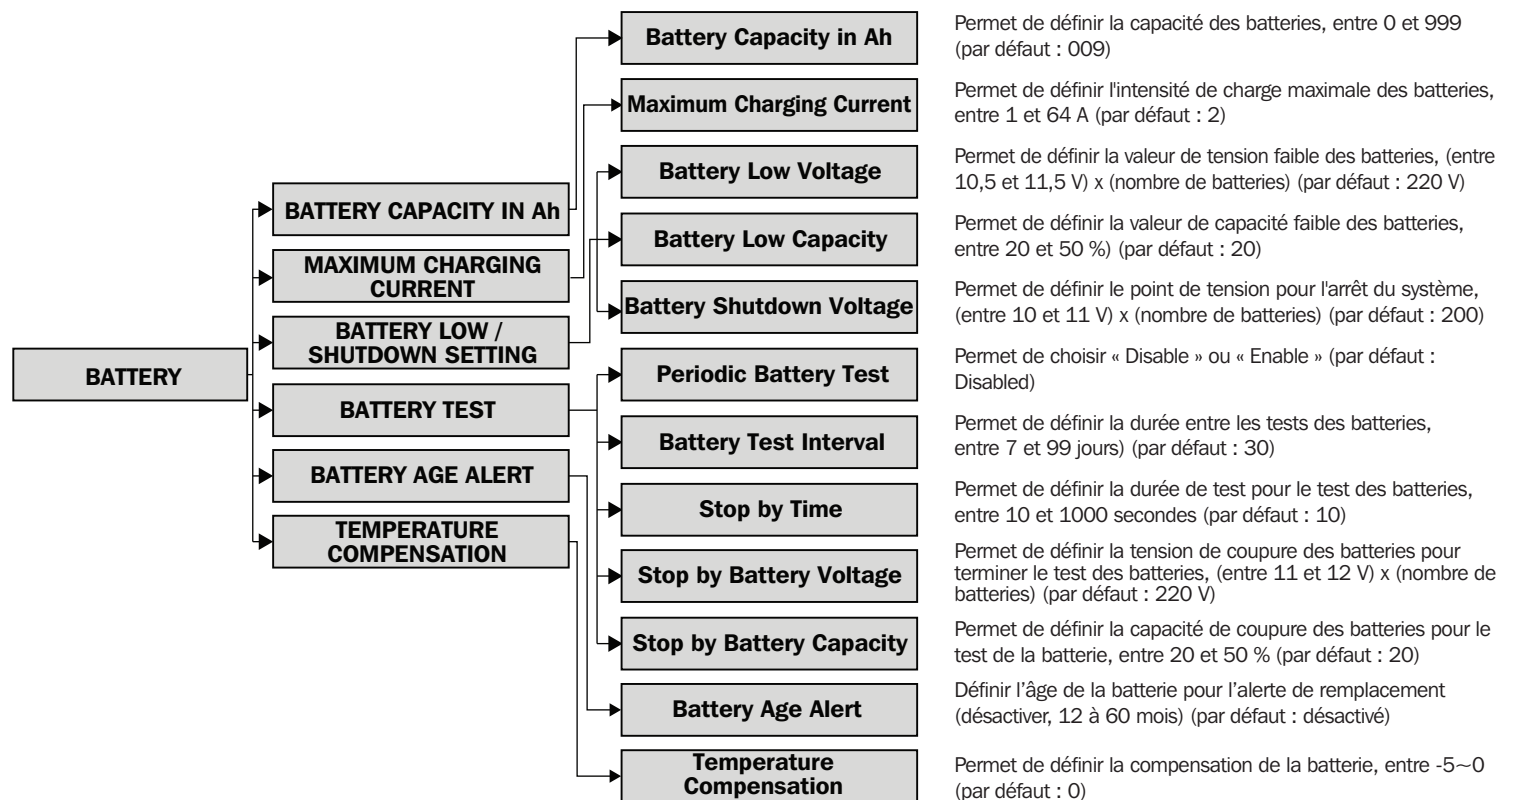 BATTERY
BATTERY CAPACITY IN Ah
MAXIMUM CHARGING
CURRENT
BATTERY LOW /
SHUTDOWN SETTING
BATTERY TEST
BATTERY AGE ALERT
TEMPERATURE
COMPENSATION
Battery Capacity in Ah
Permet de définir la capacité des batteries, entre 0 et 999
(par défaut : 009)
Maximum Charging Current
Permet de définir l'intensité de charge maximale des batteries,
entre 1 et 64 A (par défaut : 2)
Battery Low Voltage
Permet de définir la valeur de tension faible des batteries, (entre
10,5 et 11,5 V) x (nombre de batteries) (par défaut : 220 V)
Battery Low Capacity
Permet de définir la valeur de capacité faible des batteries,
entre 20 et 50 %) (par défaut : 20)
Battery Shutdown Voltage
Permet de définir le point de tension pour l'arrêt du système,
(entre 10 et 11 V) x (nombre de batteries) (par défaut : 200)
Periodic Battery Test
Permet de choisir « Disable » ou « Enable » (par défaut :
Disabled)
Battery Test Interval
Permet de définir la durée entre les tests des batteries,
entre 7 et 99 jours) (par défaut : 30)
Stop by Time
Permet de définir la durée de test pour le test des batteries,
entre 10 et 1000 secondes (par défaut : 10)
Stop by Battery Voltage
Permet de définir la tension de coupure des batteries pour
terminer le test des batteries, (entre 11 et 12 V) x (nombre de
batteries) (par défaut : 220 V)
Stop by Battery Capacity
Permet de définir la capacité de coupure des batteries pour le
test de la batterie, entre 20 et 50 % (par défaut : 20)
Battery Age Alert
Définir l’âge de la batterie pour l’alerte de remplacement
(désactiver, 12 à 60 mois) (par défaut : désactivé)
Temperature
Compensation
Permet de définir la compensation de la batterie, entre -5~0
(par défaut : 0)